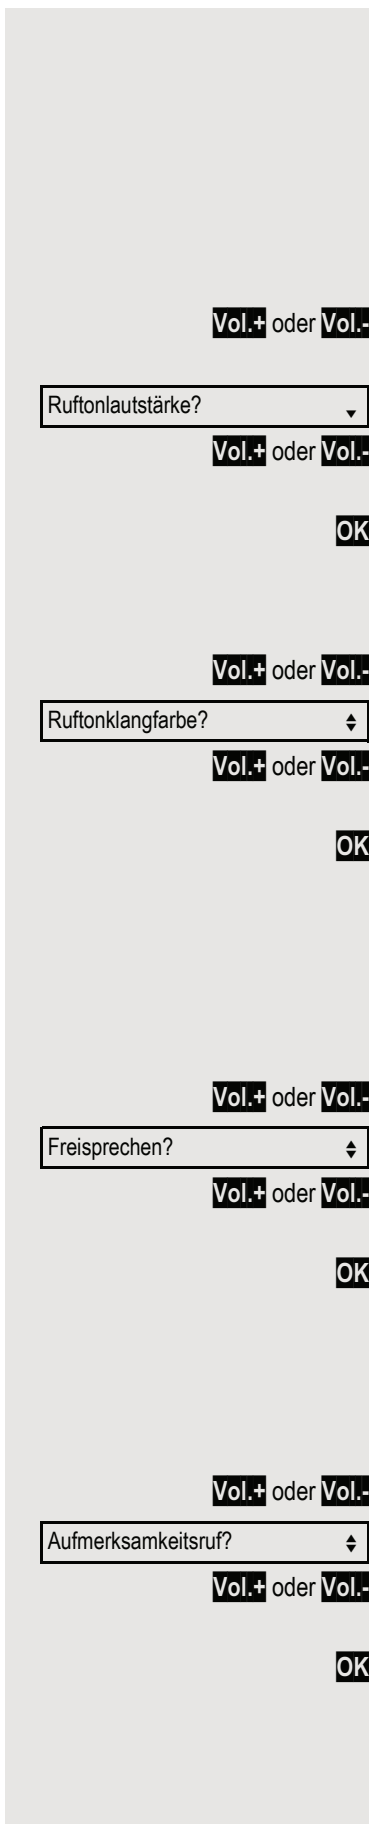 Vol.+ oder Vol.-
Ruftonlautstärke?
Vol.+ oder Vol.-
OK
Vol.+ oder Vol.-
Ruftonklangfarbe?
Vol.+ oder Vol.-
OK
Vol.+ oder Vol.-
Freisprechen?
Vol.+ oder Vol.-
OK
Vol.+ oder Vol.-
Aufmerksamkeitsruf?
Vol.+ oder Vol.-
OK